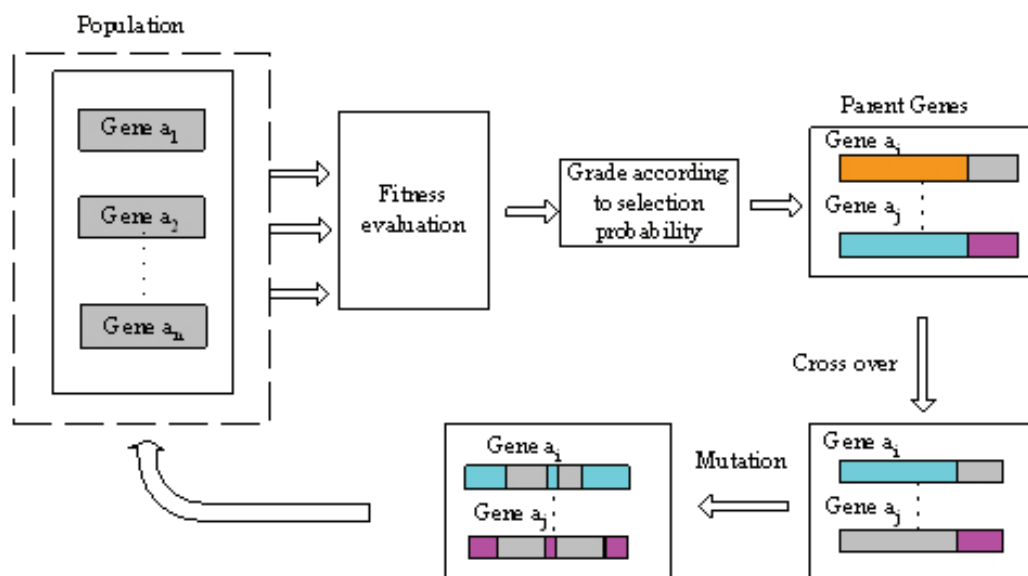 Population
Gene a1
Gene a2
Gene an
Fitness
evaluation
Grade according
to selection
probability
Parent Genes
Gene ai
Gene aj
Cross over
Gene ai
Gene aj
Mutation
Gene ai
Gene aj